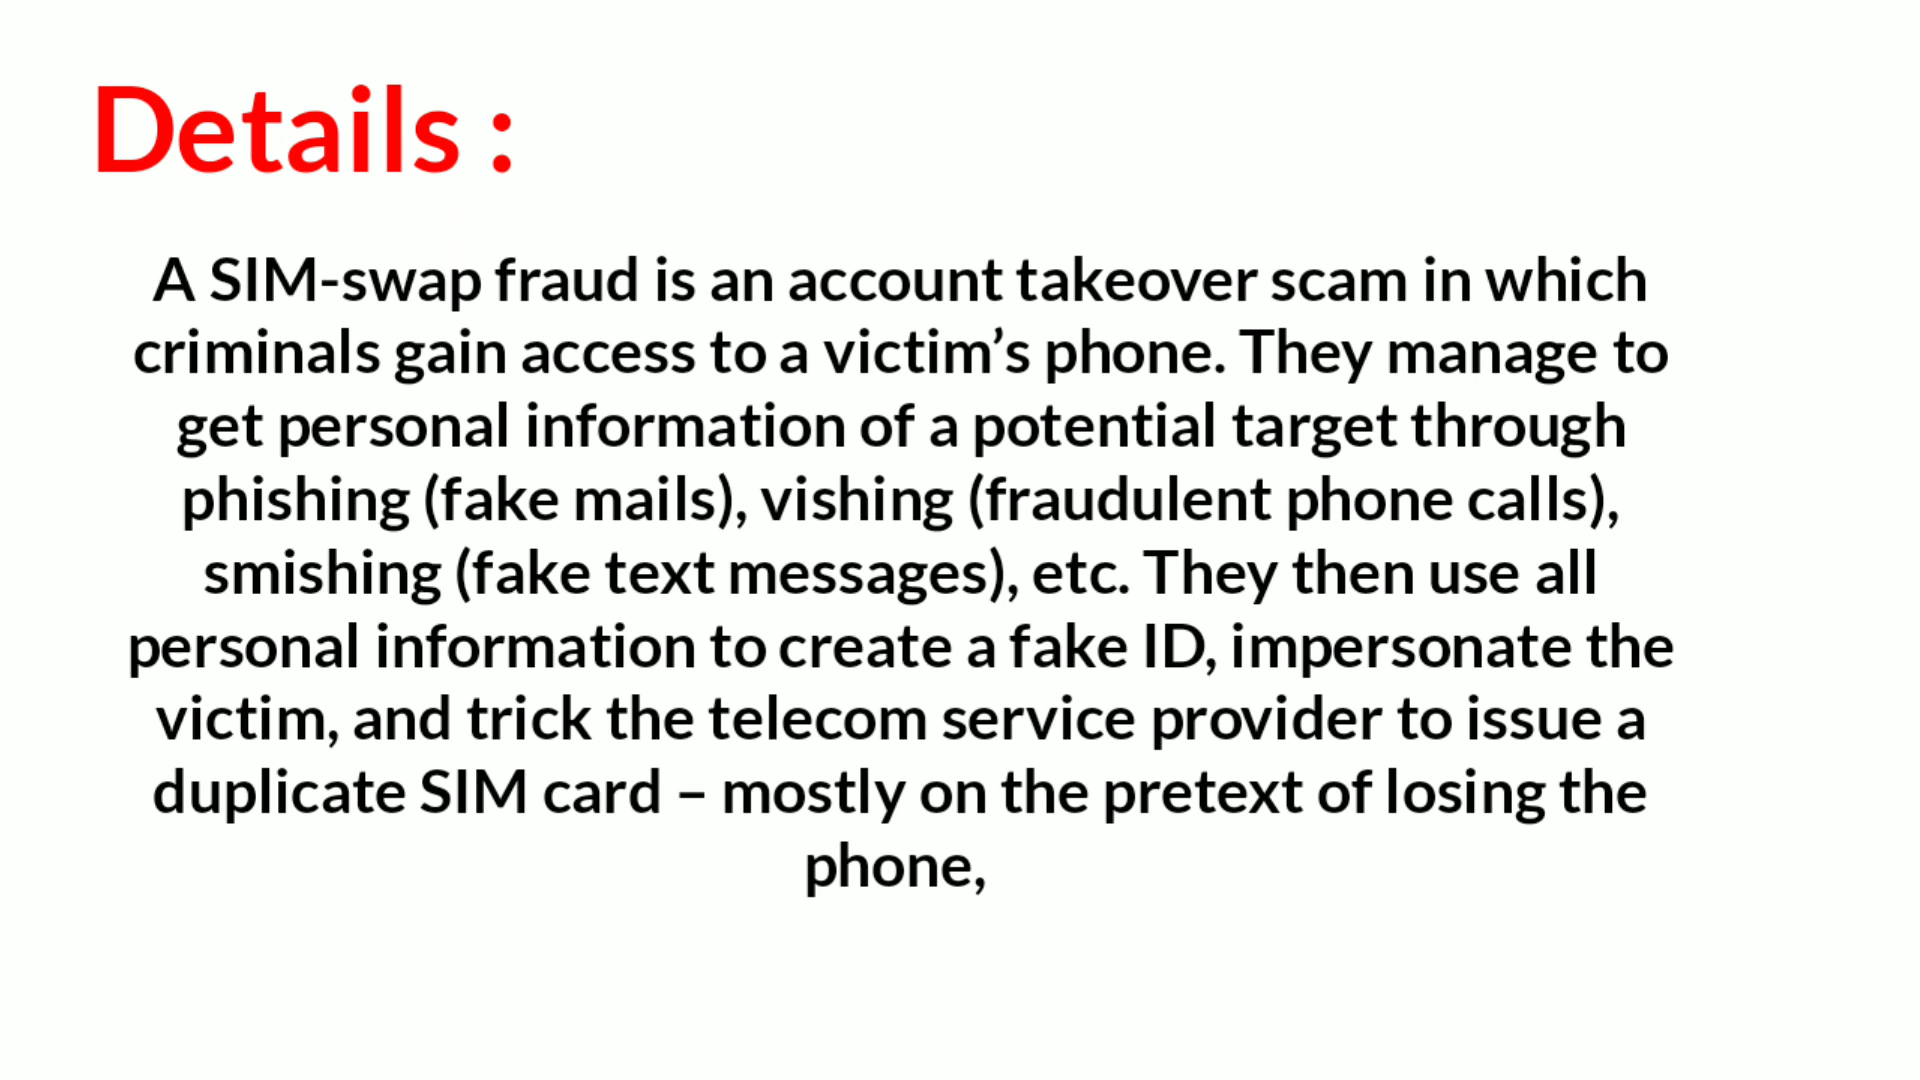 Details :
A SIM-swap fraud is an account takeover scam in which
criminals gain access to a victim’s phone. They manage to
get personal information of a potential target through
phishing (fake mails), vishing (fraudulent phone calls),
smishing (fake text messages), etc. They then use all
personal information to create a fake ID, impersonate the
victim, and trick the telecom service provider to issue a
duplicate SIM card – mostly on the pretext of losing the
phone,